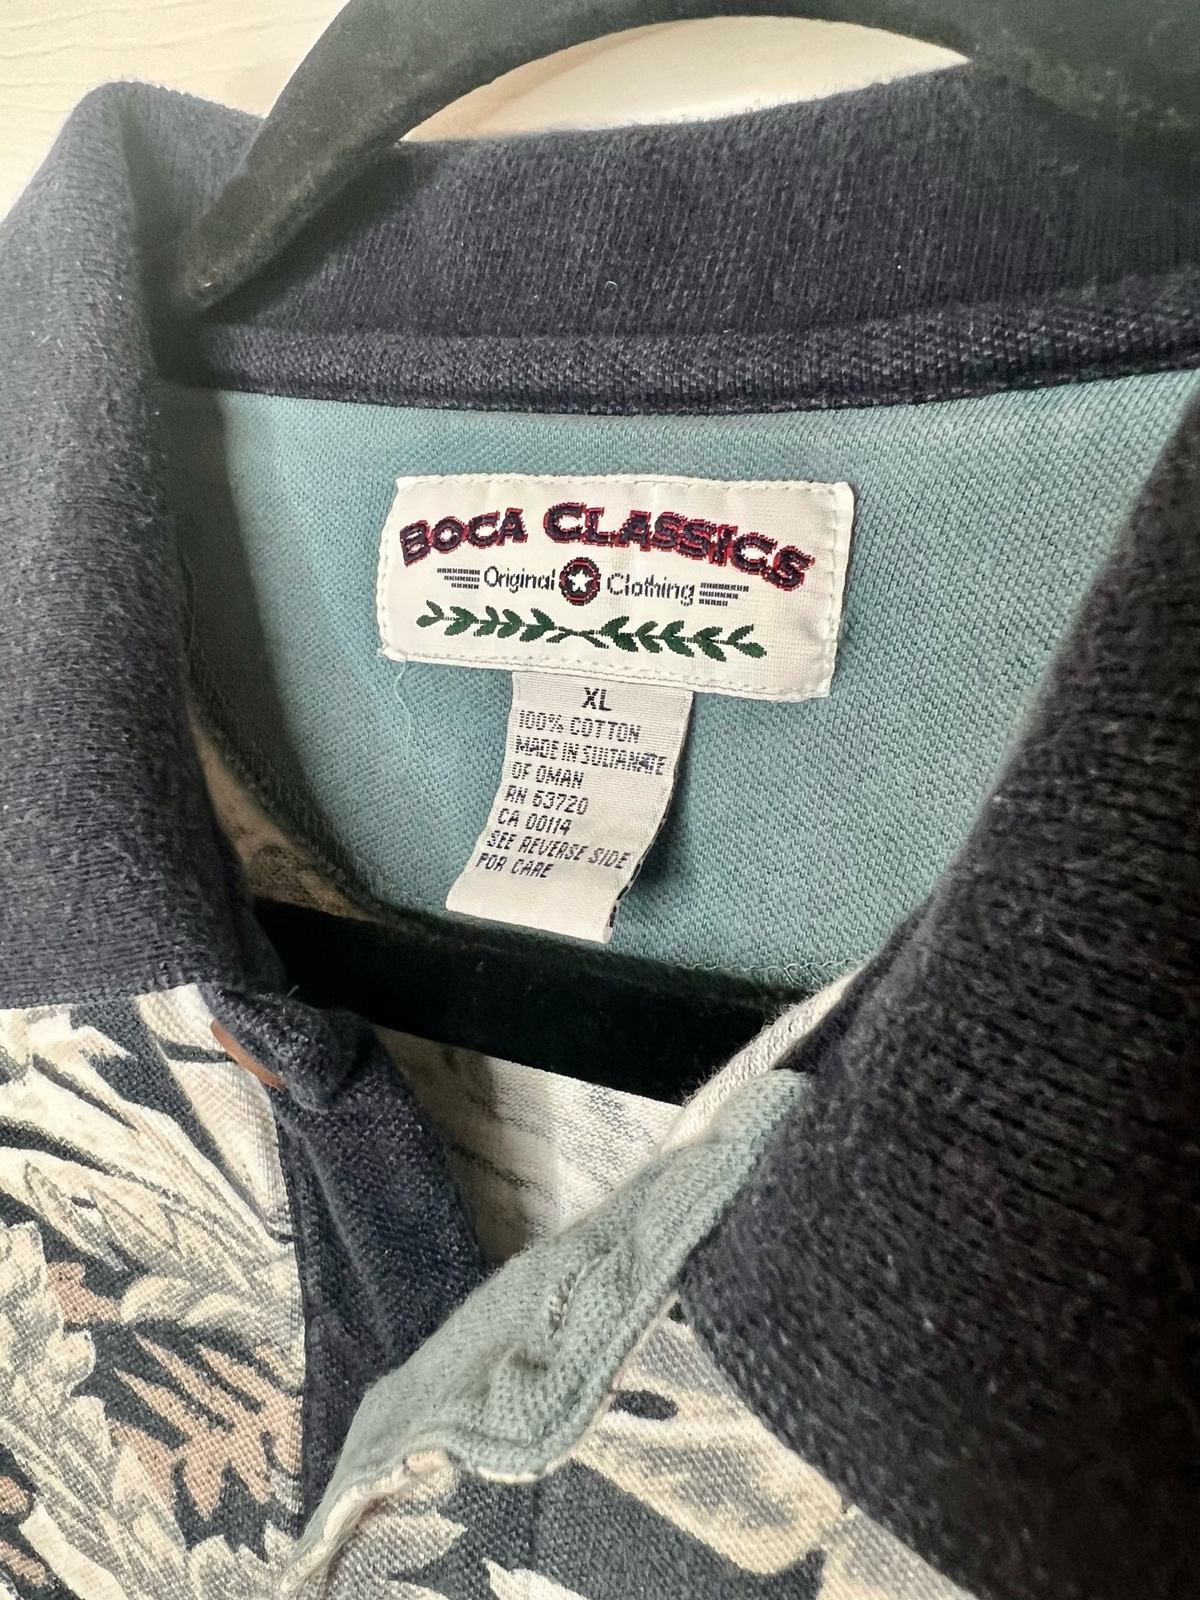 BOCA CLASSICS
Original Clothing
XL
100% COTTON
MADE IN SULTANATE
OF OMAN
RN 63720
CA 00114
SEE REVERSE SIDE
FOR CARE